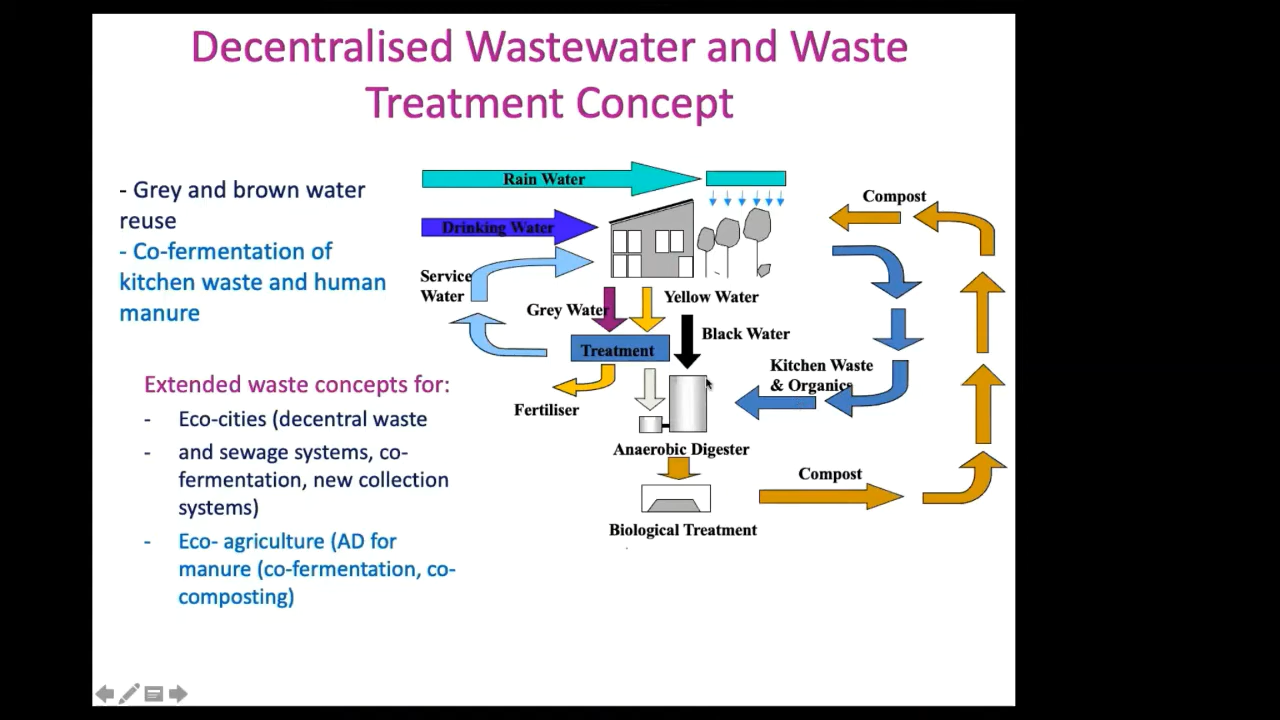 Decentralised Wastewater and Waste
Treatment Concept
- Grey and brown water
reuse
- Co-fermentation of
kitchen waste and human
manure
Extended waste concepts for:
- Eco-cities (decentral waste
- and sewage systems, co-
fermentation, new collection
systems)
- Eco- agriculture (AD for
manure (co-fermentation, co-
composting)
Rain Water
Drinking Water
Service
Water
Grey Water
Yellow Water
Black Water
Treatment
Fertiliser
Kitchen Waste
& Organics
Anaerobic Digester
Biological Treatment
Compost
Compost